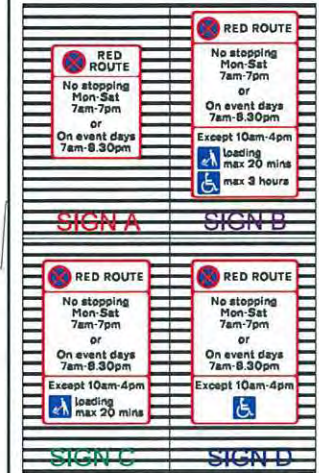 RED
ROUTE
No stopping
Mon-Sat
7am-7pm
or
On event days
7am-8.30pm
SIGN A
RED ROUTE
No stopping
Mon-Sat
7am-7pm
or
On event days
7am-8.30pm
Except 10am-4pm
loading
max 20 mins
max 3 hours
SIGN B
RED ROUTE
No stopping
Mon-Sat
7am-7pm
or
On event days
7am-8.30pm
Except 10am-4pm
loading
max 20 mins
SIGN C
RED ROUTE
No stopping
Mon-Sat
7am-7pm
or
On event days
7am-8.30pm
Except 10am-4pm
SIGN D